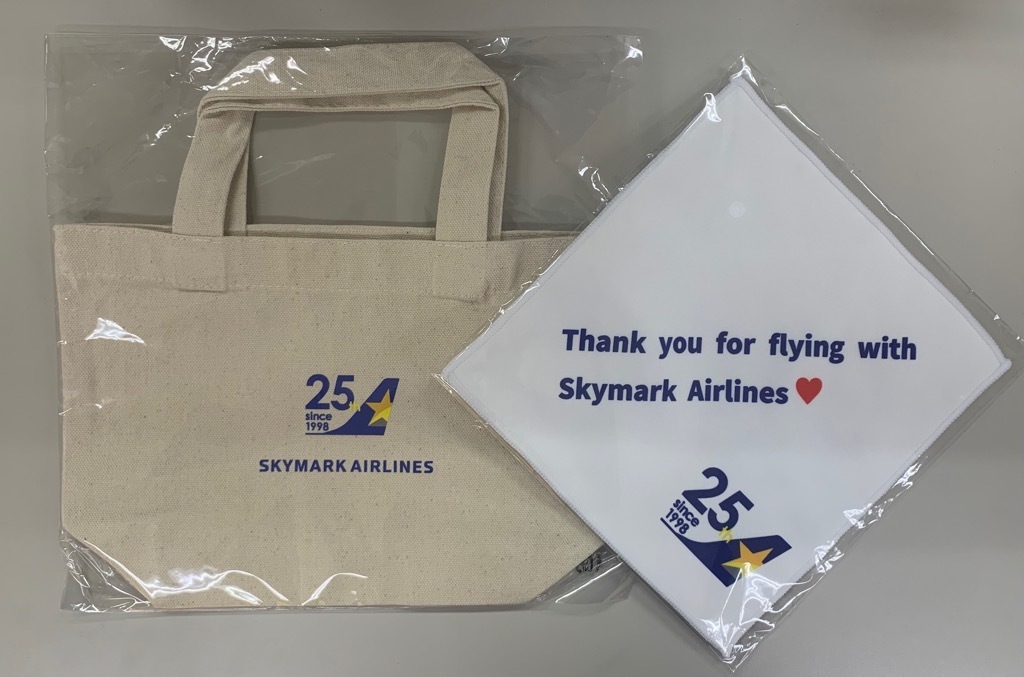 25
since
1998
SKYMARK AIRLINES
Thank you for flying with
Skymark Airlines♥
25
since
1998